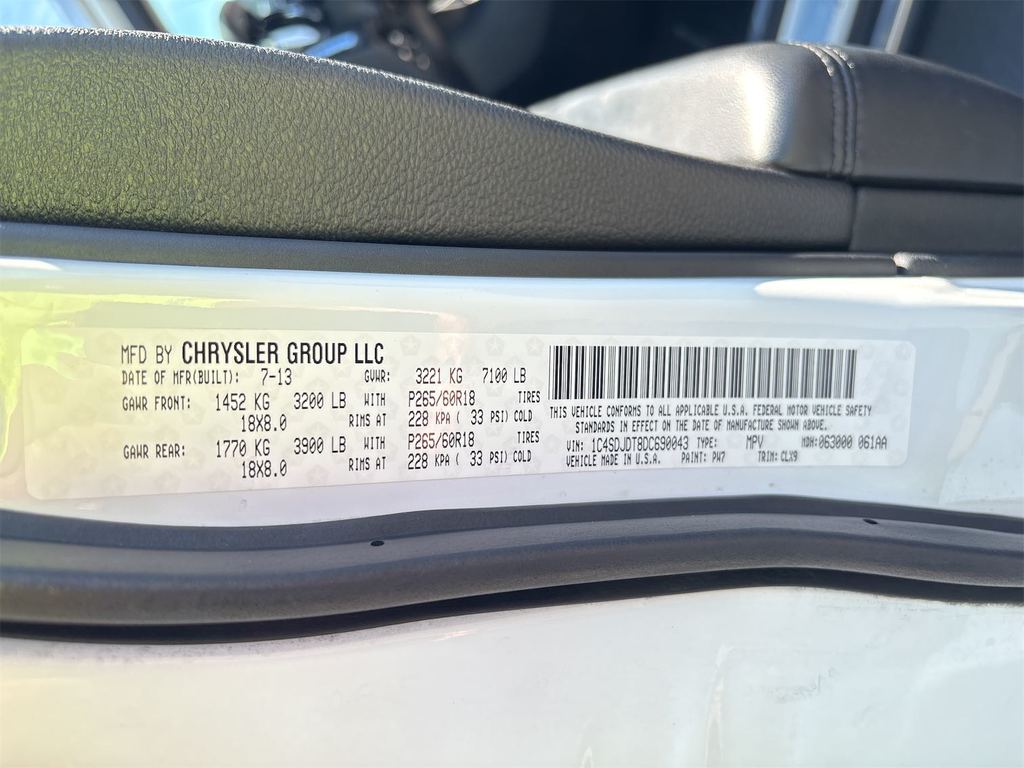 MFD BY CHRYSLER GROUP LLC
DATE OF MFR(BUILT): 7-13 GVWR: 3221 KG 7100 LB
GAWR FRONT: 1452 KG 3200 LB WITH P265/60R18 TIRES
18X8.0 RIMS AT 228 KPA ( 33 PSI) COLD
GAWR REAR: 1770 KG 3900 LB WITH P265/60R18 TIRES
18X8.0 RIMS AT 228 KPA ( 33 PSI) COLD
THIS VEHICLE CONFORMS TO ALL APPLICABLE U.S.A. FEDERAL MOTOR VEHICLE SAFETY
STANDARDS IN EFFECT ON THE DATE OF MANUFACTURE SHOWN ABOVE.
VIN: 1C4SDJDT8DC690043 TYPE: MPV MDH: 063000 061AA
VEHICLE MADE IN U.S.A. PAINT: PW7 TRIM: CLX9